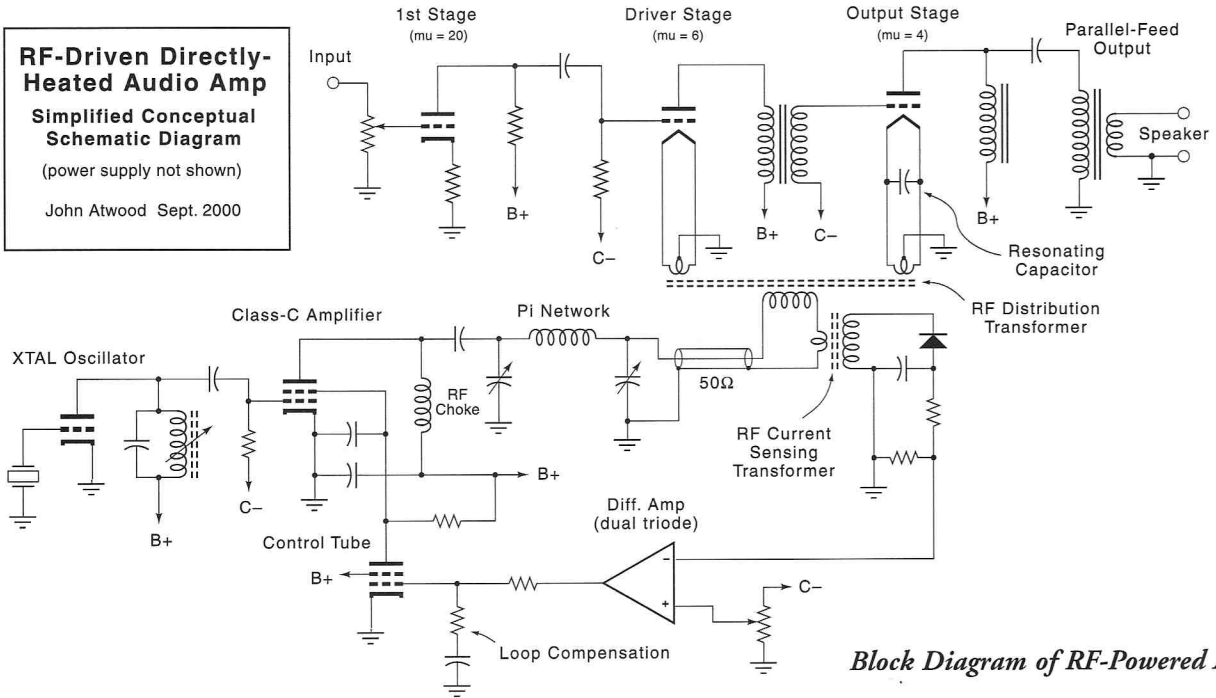 RF-Driven Directly-
Heated Audio Amp
Simplified Conceptual
Schematic Diagram
(power supply not shown)
John Atwood Sept. 2000
1st Stage
(mu = 20)
Driver Stage
(mu = 6)
Output Stage
(mu = 4)
Parallel-Feed
Output
Input
Speaker
B+
C–
B+
C–
B+
Resonating
Capacitor
RF Distribution
Transformer
Class-C Amplifier
Pi Network
XTAL Oscillator
RF
Choke
50Ω
RF Current
Sensing
Transformer
B+
C–
B+
Control Tube
B+
Diff. Amp
(dual triode)
–
+
C–
Loop Compensation
Block Diagram of RF-Powered